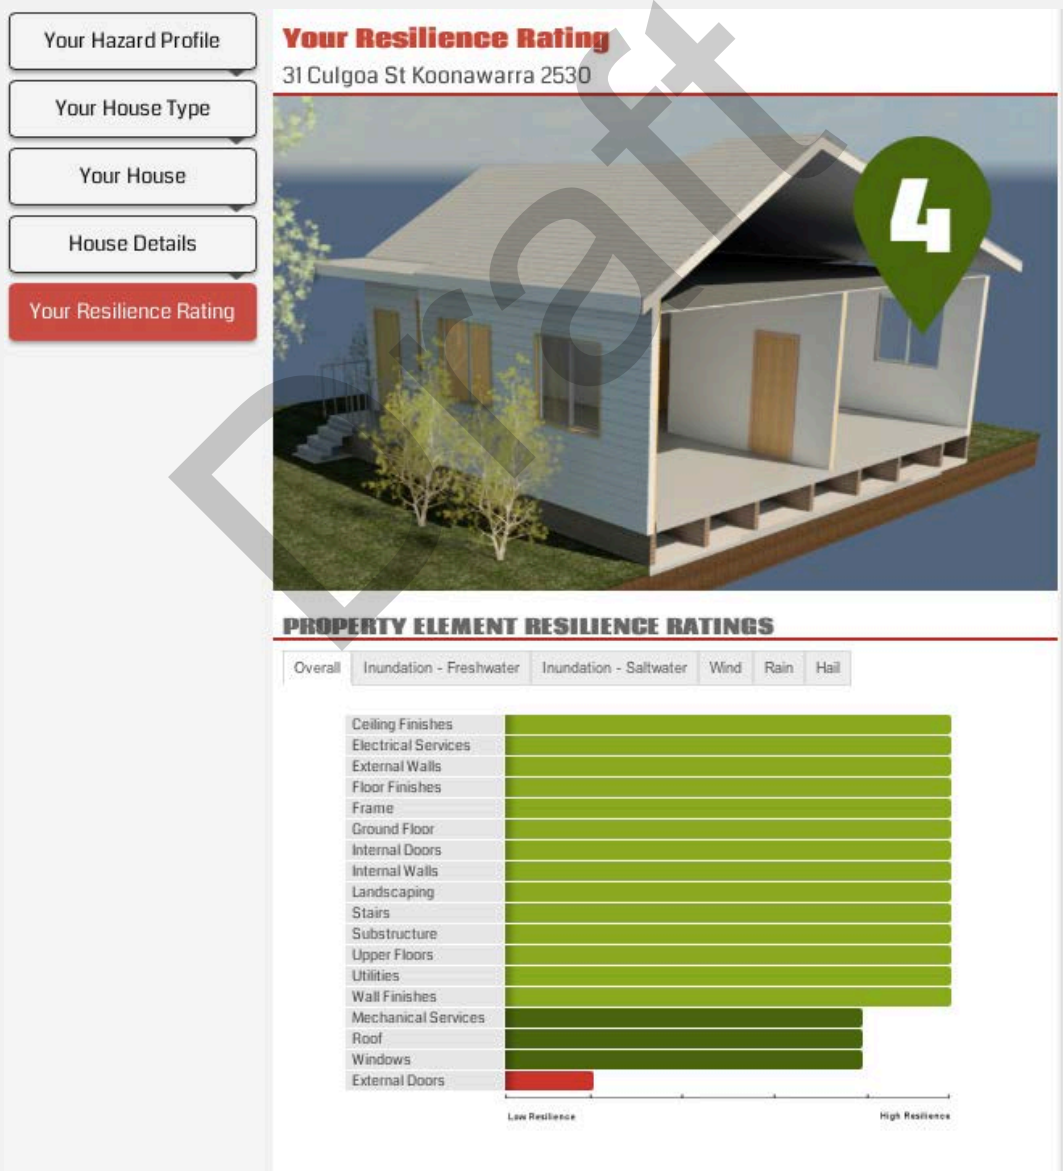 Your Hazard Profile
Your House Type
Your House
House Details
Your Resilience Rating
Your Resilience Rating
31 Culgoa St Koonawarra 2530
4
Draft
PROPERTY ELEMENT RESILIENCE RATINGS
Overall Inundation - Freshwater Inundation - Saltwater Wind Rain Hail
Ceiling Finishes
Electrical Services
External Walls
Floor Finishes
Frame
Ground Floor
Internal Doors
Internal Walls
Landscaping
Stairs
Substructure
Upper Floors
Utilities
Wall Finishes
Mechanical Services
Roof
Windows
External Doors
Low Resilience High Resilience